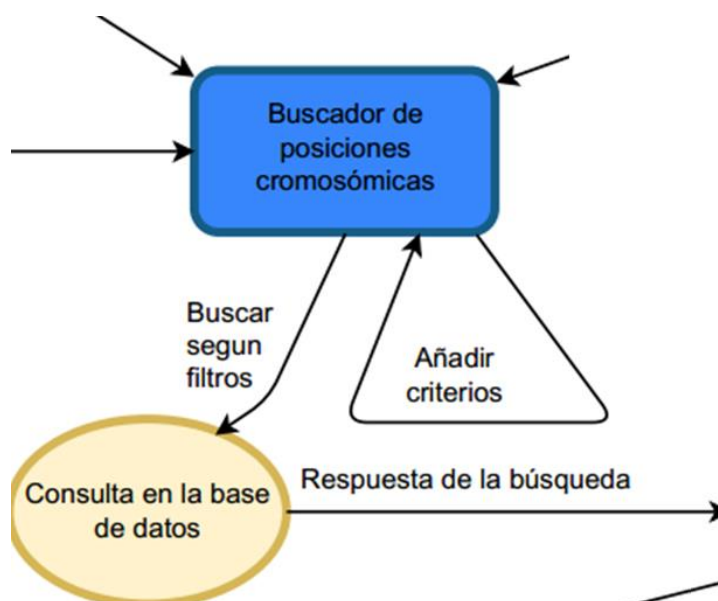 Buscador de
posiciones
cromosómicas
Buscar
segun
filtros
Añadir
criterios
Respuesta de la búsqueda
Consulta en la base
de datos